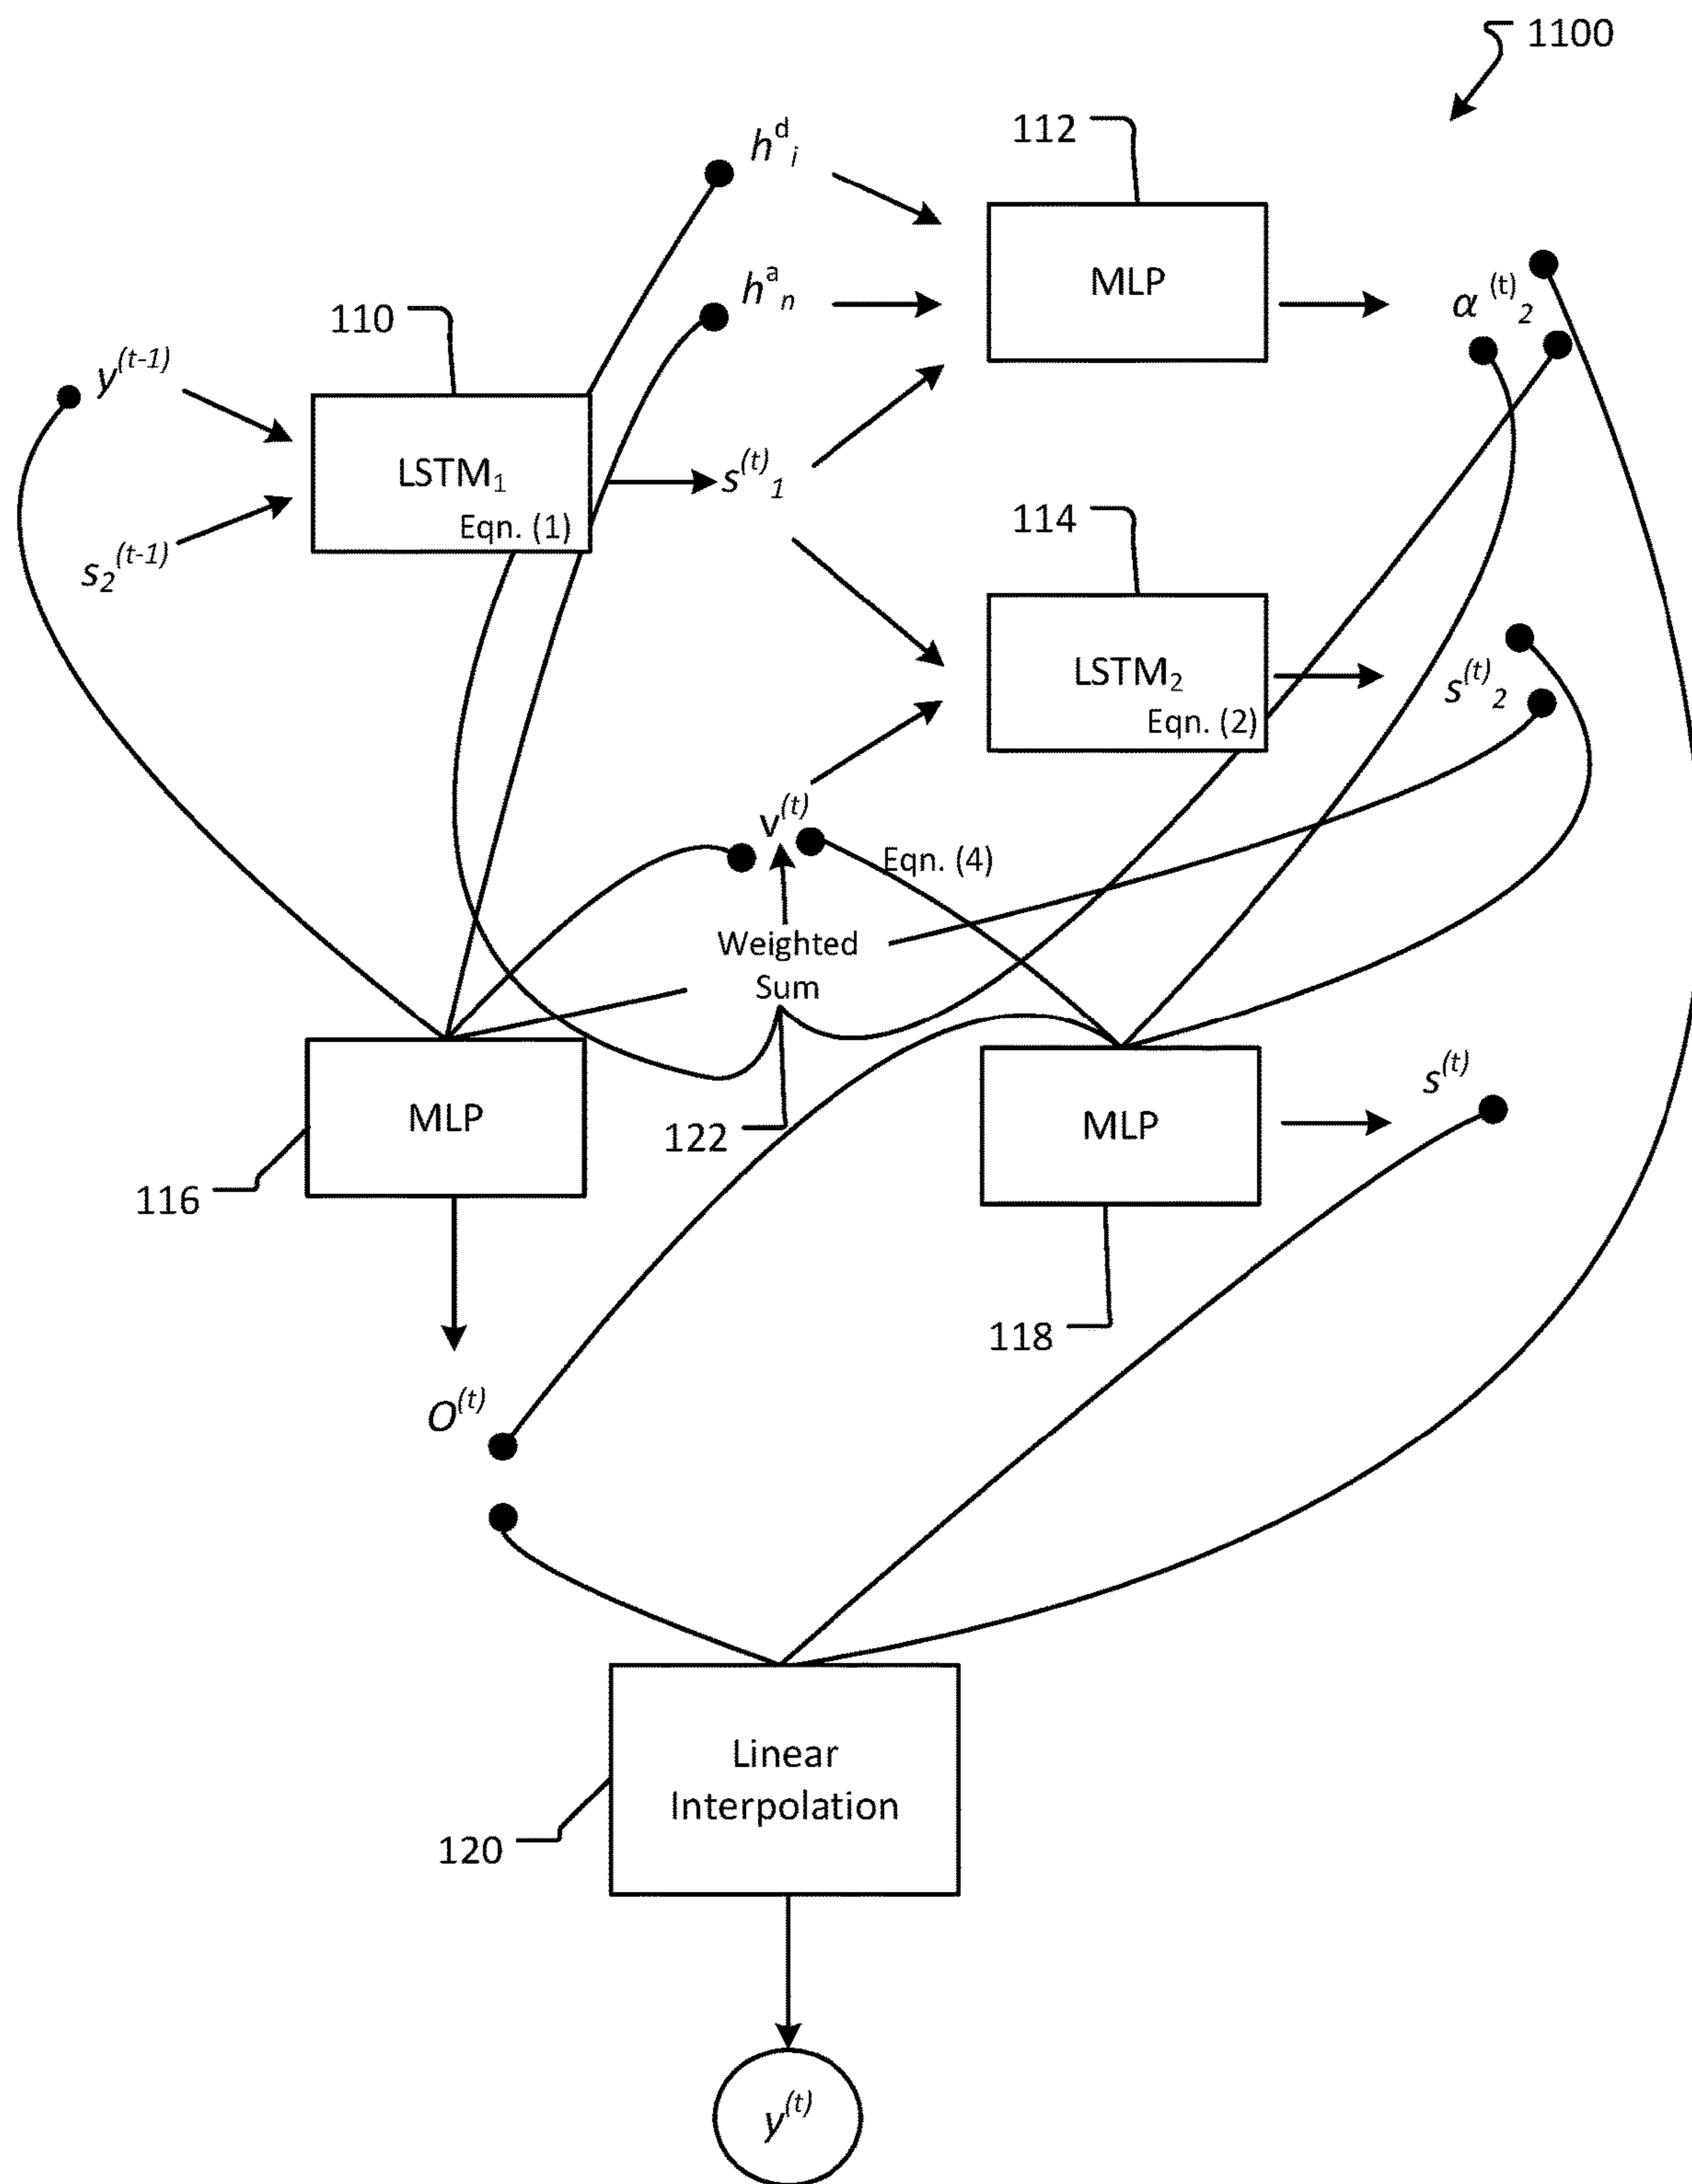 1100
112
h^d_i
MLP
h^a_n
α^(t)_2
110
y^(t-1)
LSTM₁
Eqn. (1)
s^(t)_1
s₂^(t-1)
114
LSTM₂
Eqn. (2)
s^(t)_2
v^(t)
Eqn. (4)
Weighted
Sum
MLP
MLP
s^(t)
122
116
118
O^(t)
Linear
Interpolation
120
y^(t)